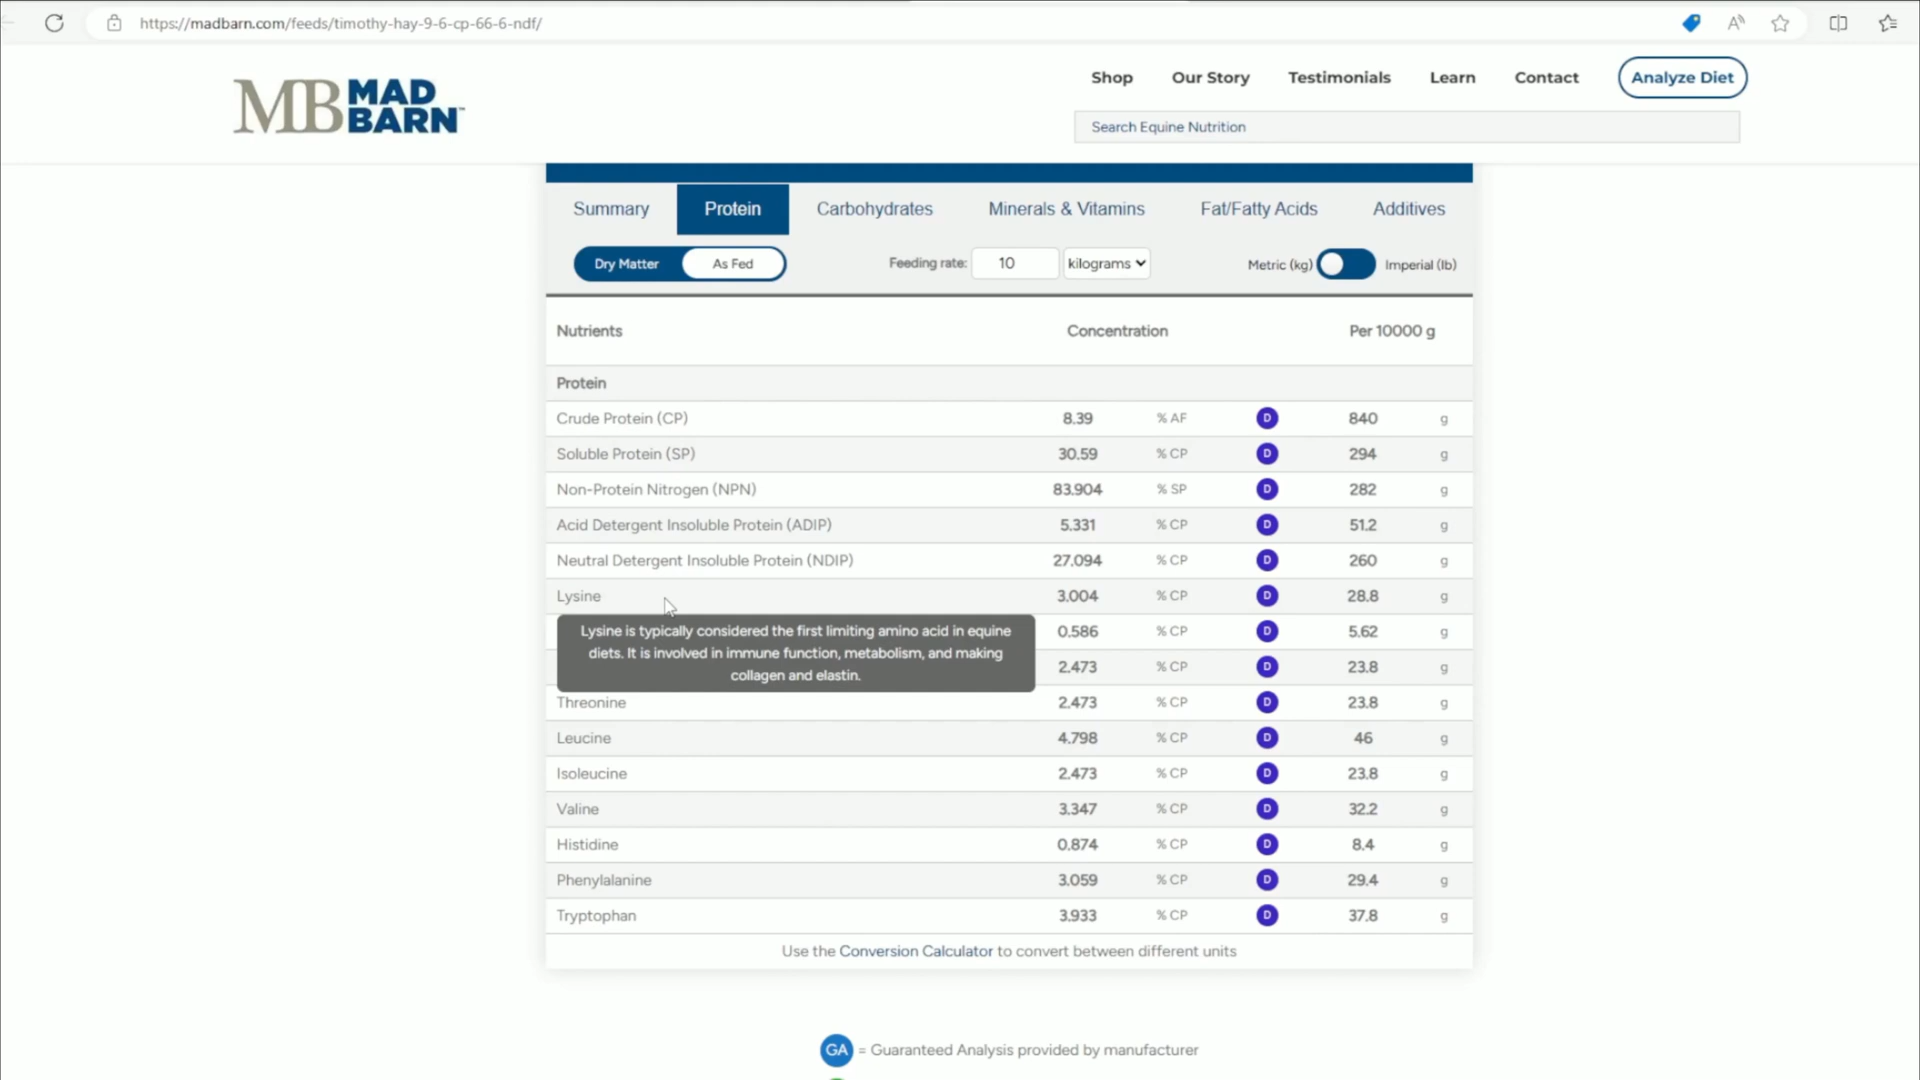 https://madbarn.com/feeds/timothy-hay-9-6-cp-66-6-ndf/
MB MAD BARN™
Shop Our Story Testimonials Learn Contact Analyze Diet
Search Equine Nutrition
Summary Protein Carbohydrates Minerals & Vitamins Fat/Fatty Acids Additives
Dry Matter As Fed Feeding rate: 10 kilograms Metric (kg) Imperial (lb)
Nutrients Concentration Per 10000 g
Protein
Crude Protein (CP) 8.39 % AF D 840 g
Soluble Protein (SP) 30.59 % CP D 294 g
Non-Protein Nitrogen (NPN) 83.904 % SP D 282 g
Acid Detergent Insoluble Protein (ADIP) 5.331 % CP D 51.2 g
Neutral Detergent Insoluble Protein (NDIP) 27.094 % CP D 260 g
Lysine 3.004 % CP D 28.8 g
Lysine is typically considered the first limiting amino acid in equine
diets. It is involved in immune function, metabolism, and making
collagen and elastin.
0.586 % CP D 5.62 g
2.473 % CP D 23.8 g
Threonine 2.473 % CP D 23.8 g
Leucine 4.798 % CP D 46 g
Isoleucine 2.473 % CP D 23.8 g
Valine 3.347 % CP D 32.2 g
Histidine 0.874 % CP D 8.4 g
Phenylalanine 3.059 % CP D 29.4 g
Tryptophan 3.933 % CP D 37.8 g
Use the Conversion Calculator to convert between different units
GA = Guaranteed Analysis provided by manufacturer